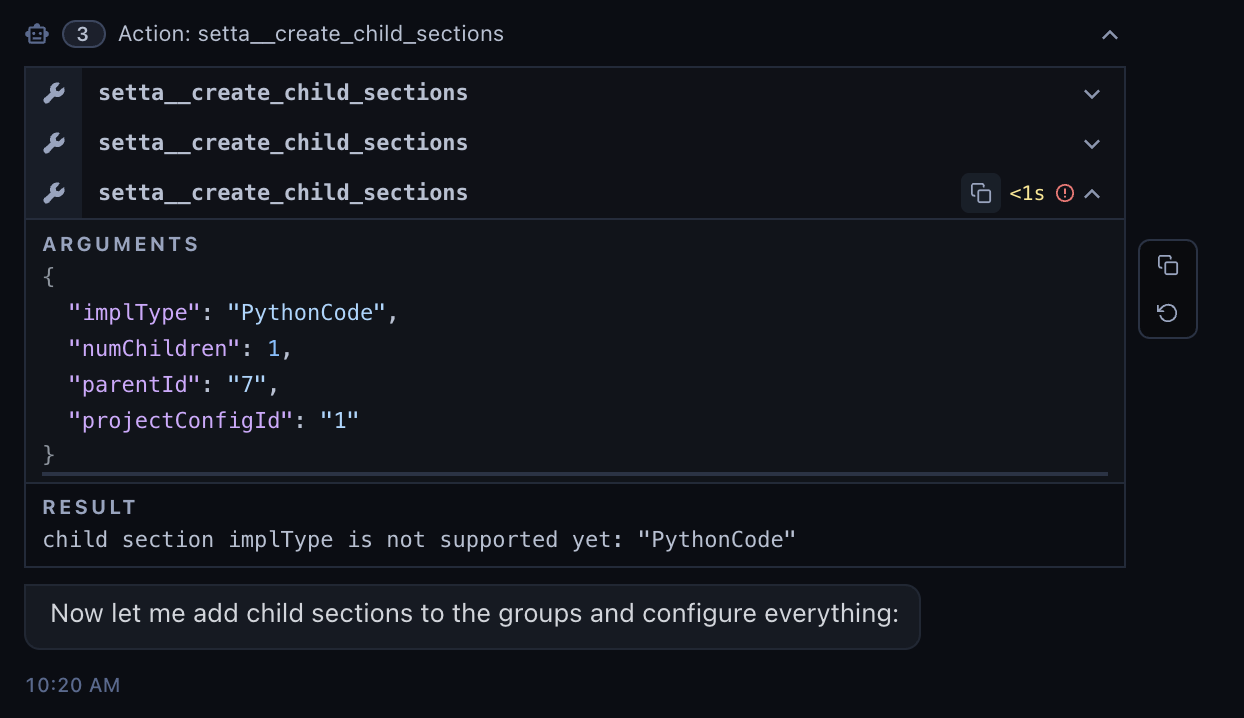 3 Action: setta__create_child_sections
setta__create_child_sections
setta__create_child_sections
setta__create_child_sections <1s
ARGUMENTS
{
"implType": "PythonCode",
"numChildren": 1,
"parentId": "7",
"projectConfigId": "1"
}
RESULT
child section implType is not supported yet: "PythonCode"
Now let me add child sections to the groups and configure everything:
10:20 AM